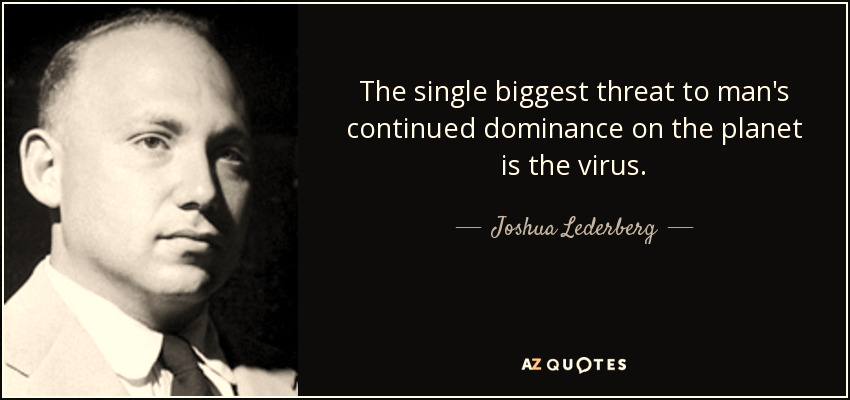 The single biggest threat to man's
continued dominance on the planet
is the virus.
— Joshua Lederberg —
AZ QUOTES